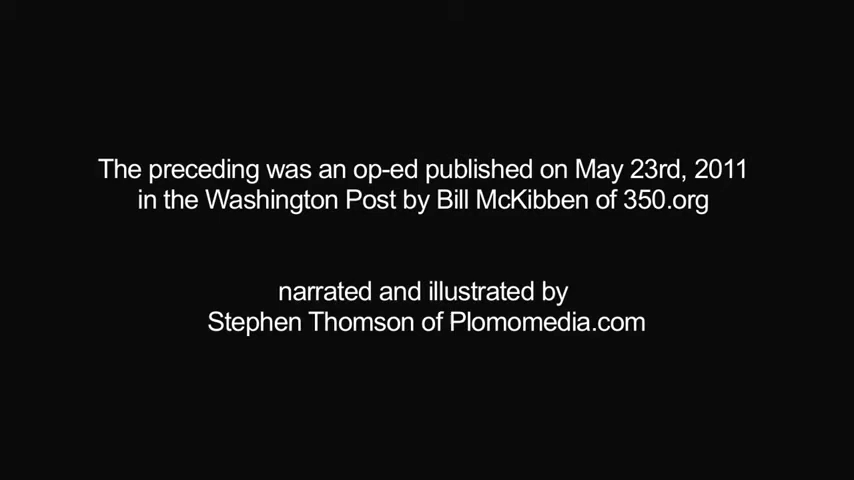 The preceding was an op-ed published on May 23rd, 2011
in the Washington Post by Bill McKibben of 350.org
narrated and illustrated by
Stephen Thomson of Plomomedia.com